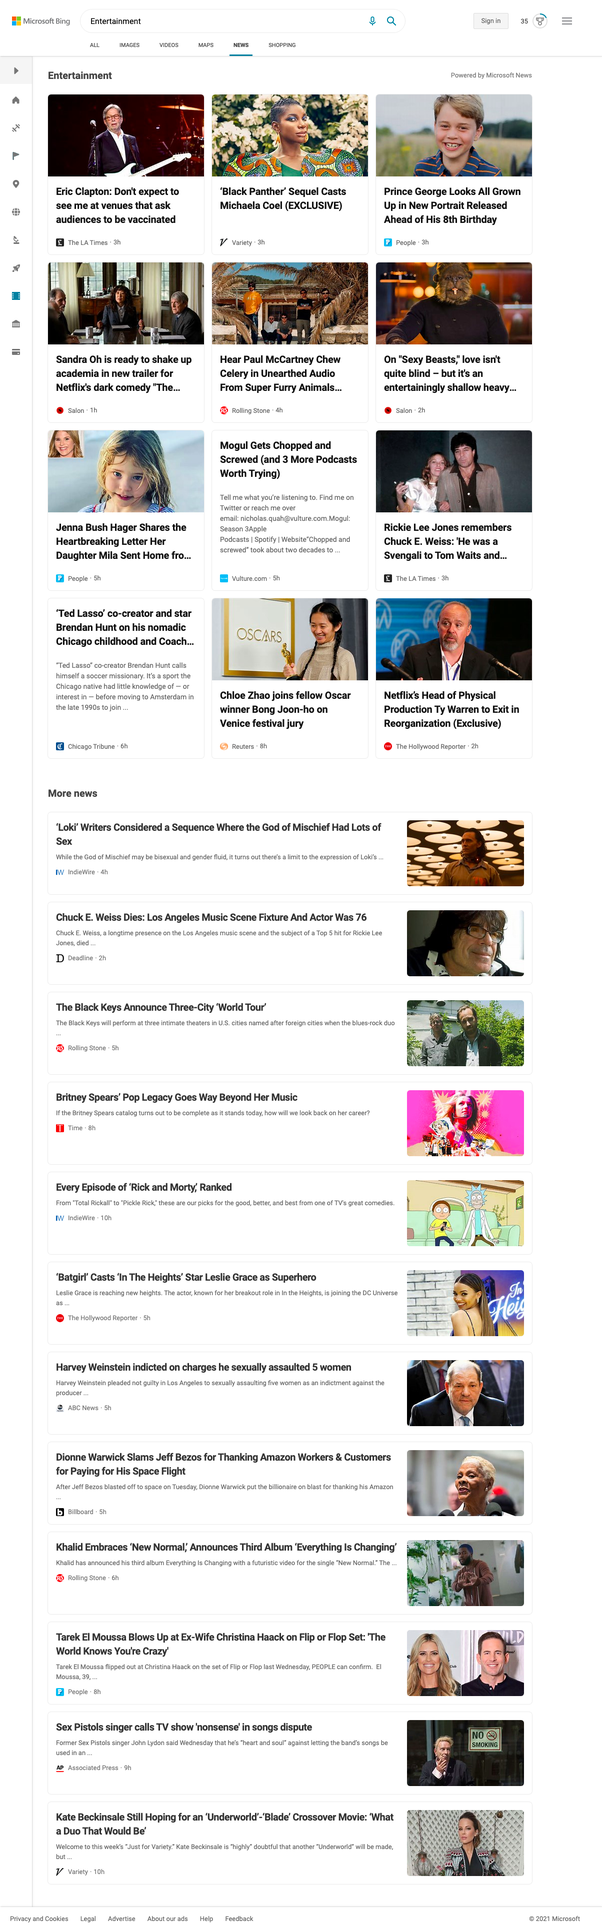 Microsoft Bing
Entertainment
Sign in
35
ALL IMAGES VIDEOS MAPS NEWS SHOPPING
Entertainment
Powered by Microsoft News
Eric Clapton: Don't expect to
see me at venues that ask
audiences to be vaccinated
The LA Times · 3h
'Black Panther' Sequel Casts
Michaela Coel (EXCLUSIVE)
Variety · 3h
Prince George Looks All Grown
Up in New Portrait Released
Ahead of His 8th Birthday
People · 3h
Sandra Oh is ready to shake up
academia in new trailer for
Netflix's dark comedy "The...
Salon · 1h
Hear Paul McCartney Chew
Celery in Unearthed Audio
From Super Furry Animals...
Rolling Stone · 4h
On "Sexy Beasts," love isn't
quite blind – but it's an
entertainingly shallow heavy...
Salon · 2h
Jenna Bush Hager Shares the
Heartbreaking Letter Her
Daughter Mila Sent Home fro...
People · 5h
Mogul Gets Chopped and
Screwed (and 3 More Podcasts
Worth Trying)
Tell me what you're listening to. Find me on
Twitter or reach me over
email: nicholas.quah@vulture.com.Mogul:
Season 3Apple
Podcasts | Spotify | Website"Chopped and
screwed" took about two decades to ...
Vulture.com · 5h
Rickie Lee Jones remembers
Chuck E. Weiss: 'He was a
Svengali to Tom Waits and...
The LA Times · 3h
'Ted Lasso' co-creator and star
Brendan Hunt on his nomadic
Chicago childhood and Coach...
"Ted Lasso" co-creator Brendan Hunt calls
himself a soccer missionary. It's a sport the
Chicago native had little knowledge of — or
interest in — before moving to Amsterdam in
the late 1990s to join ...
Chicago Tribune · 6h
OSCARS
Chloe Zhao joins fellow Oscar
winner Bong Joon-ho on
Venice festival jury
Reuters · 8h
Netflix's Head of Physical
Production Ty Warren to Exit in
Reorganization (Exclusive)
The Hollywood Reporter · 2h
More news
'Loki' Writers Considered a Sequence Where the God of Mischief Had Lots of
Sex
While the God of Mischief may be bisexual and gender fluid, it turns out there's a limit to the expression of Loki's ...
IndieWire · 4h
Chuck E. Weiss Dies: Los Angeles Music Scene Fixture And Actor Was 76
Chuck E. Weiss, a longtime presence on the Los Angeles music scene and the subject of a Top 5 hit for Rickie Lee
Jones, died ...
Deadline · 2h
The Black Keys Announce Three-City 'World Tour'
The Black Keys will perform at three intimate theaters in U.S. cities named after foreign cities when the blues-rock duo
...
Rolling Stone · 5h
Britney Spears' Pop Legacy Goes Way Beyond Her Music
If the Britney Spears catalog turns out to be complete as it stands today, how will we look back on her career?
Time · 8h
Every Episode of 'Rick and Morty,' Ranked
From "Total Rickall" to "Pickle Rick," these are our picks for the good, better, and best from one of TV's great comedies.
IndieWire · 10h
'Batgirl' Casts 'In The Heights' Star Leslie Grace as Superhero
Leslie Grace is reaching new heights. The actor, known for her breakout role in In the Heights, is joining the DC Universe
as ...
The Hollywood Reporter · 5h
Harvey Weinstein indicted on charges he sexually assaulted 5 women
Harvey Weinstein pleaded not guilty in Los Angeles to sexually assaulting five women as an indictment against the
producer ...
ABC News · 5h
Dionne Warwick Slams Jeff Bezos for Thanking Amazon Workers & Customers
for Paying for His Space Flight
After Jeff Bezos blasted off to space on Tuesday, Dionne Warwick put the billionaire on blast for thanking his Amazon
...
Billboard · 5h
Khalid Embraces 'New Normal,' Announces Third Album 'Everything Is Changing'
Khalid has announced his third album Everything Is Changing with a futuristic video for the single "New Normal." The ...
Rolling Stone · 6h
Tarek El Moussa Blows Up at Ex-Wife Christina Haack on Flip or Flop Set: 'The
World Knows You're Crazy'
Tarek El Moussa flipped out at Christina Haack on the set of Flip or Flop last Wednesday, PEOPLE can confirm. El
Moussa, 39, ...
People · 8h
Sex Pistols singer calls TV show 'nonsense' in songs dispute
Former Sex Pistols singer John Lydon said Wednesday that he's "heart and soul" against letting the band's songs be
used in an ...
AP Associated Press · 9h
NO SMOKING
Kate Beckinsale Still Hoping for an 'Underworld'-'Blade' Crossover Movie: 'What
a Duo That Would Be'
Welcome to this week's "Just for Variety." Kate Beckinsale is "highly" doubtful that another "Underworld" will be made,
but ...
Variety · 10h
Privacy and Cookies Legal Advertise About our ads Help Feedback
© 2021 Microsoft